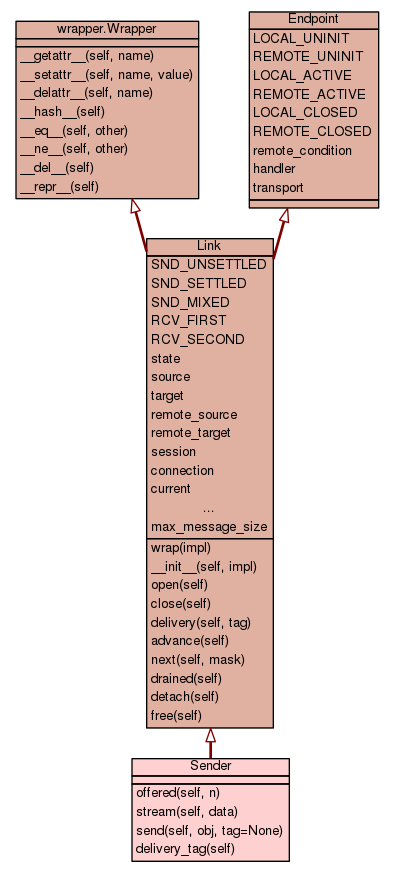 wrapper.Wrapper
__getattr__(self, name)
__setattr__(self, name, value)
__delattr__(self, name)
__hash__(self)
__eq__(self, other)
__ne__(self, other)
__del__(self)
__repr__(self)
Endpoint
LOCAL_UNINIT
REMOTE_UNINIT
LOCAL_ACTIVE
REMOTE_ACTIVE
LOCAL_CLOSED
REMOTE_CLOSED
remote_condition
handler
transport
Link
SND_UNSETTLED
SND_SETTLED
SND_MIXED
RCV_FIRST
RCV_SECOND
state
source
target
remote_source
remote_target
session
connection
current
...
max_message_size
wrap(impl)
__init__(self, impl)
open(self)
close(self)
delivery(self, tag)
advance(self)
next(self, mask)
drained(self)
detach(self)
free(self)
Sender
offered(self, n)
stream(self, data)
send(self, obj, tag=None)
delivery_tag(self)